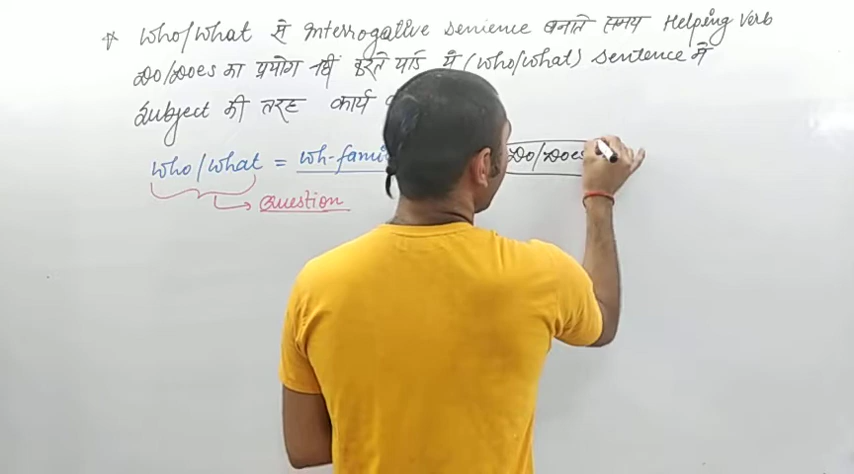 * Who/What से Interrogative Senience बनाते समय Helping Verb
Do/Does का प्रयोग नहीं करते यदि ये (Who/What) Sentence में
Subject की तरह कार्य
Who/What = Wh-fami Do/Does
Question